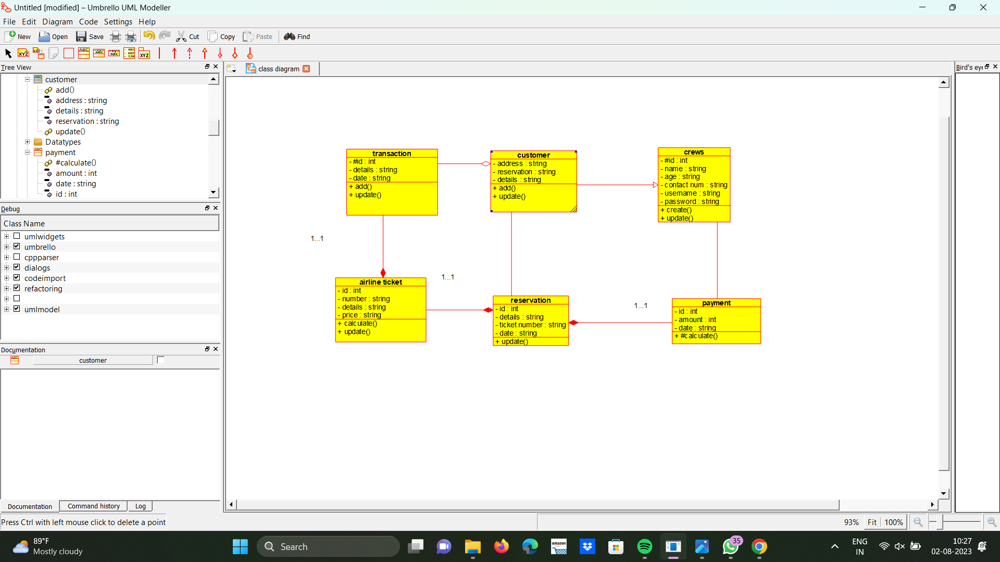 Untitled [modified] – Umbrello UML Modeller
File Edit Diagram Code Settings Help
New Open Save Cut Copy Paste Find
Tree View
customer
add()
address : string
details : string
reservation : string
update()
Datatypes
payment
#calculate()
amount : int
date : string
id : int
Debug
Class Name
umlwidgets
umbrello
cppparser
dialogs
codeimport
refactoring
umlmodel
Documentation
customer
Documentation Command history Log
Press Ctrl with left mouse click to delete a point
class diagram
Bird's eye
transaction
- #id : int
- details : string
- date : string
+ add()
+ update()
customer
- address : string
- reservation : string
- details : string
+ add()
+ update()
crews
- #id : int
- name : string
- age : string
- contact num : string
- username : string
- password : string
+ create()
+ update()
1...1
1...1
1...1
airline ticket
- id : int
- number : string
- details : string
- price : string
+ calculate()
+ update()
reservation
- id : int
- details : string
- ticket number : string
- date : string
+ update()
payment
- id : int
- amount : int
- date : string
+ #calculate()
93% Fit 100%
89°F
Mostly cloudy
Search
amazon
35
ENG
IN
10:27
02-08-2023